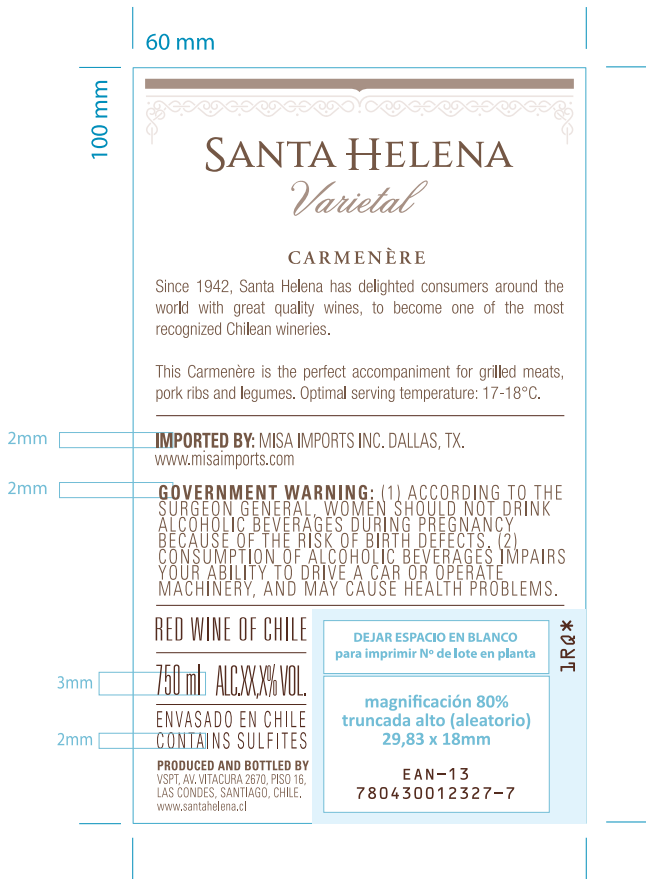 60 mm
100 mm
SANTA HELENA
Varietal
CARMENÈRE
Since 1942, Santa Helena has delighted consumers around the
world with great quality wines, to become one of the most
recognized Chilean wineries.
This Carmenère is the perfect accompaniment for grilled meats,
pork ribs and legumes. Optimal serving temperature: 17-18°C.
2mm
IMPORTED BY: MISA IMPORTS INC. DALLAS, TX.
www.misaimports.com
2mm
GOVERNMENT WARNING: (1) ACCORDING TO THE
SURGEON GENERAL, WOMEN SHOULD NOT DRINK
ALCOHOLIC BEVERAGES DURING PREGNANCY
BECAUSE OF THE RISK OF BIRTH DEFECTS. (2)
CONSUMPTION OF ALCOHOLIC BEVERAGES IMPAIRS
YOUR ABILITY TO DRIVE A CAR OR OPERATE
MACHINERY, AND MAY CAUSE HEALTH PROBLEMS.
RED WINE OF CHILE
3mm
750 ml ALC.XX,X% VOL.
ENVASADO EN CHILE
2mm
CONTAINS SULFITES
PRODUCED AND BOTTLED BY
VSPT, AV. VITACURA 2670, PISO 16,
LAS CONDES, SANTIAGO, CHILE.
www.santahelena.cl
DEJAR ESPACIO EN BLANCO
para imprimir Nº de lote en planta
magnificación 80%
truncada alto (aleatorio)
29,83 x 18mm
EAN-13
780430012327-7
1RQ*